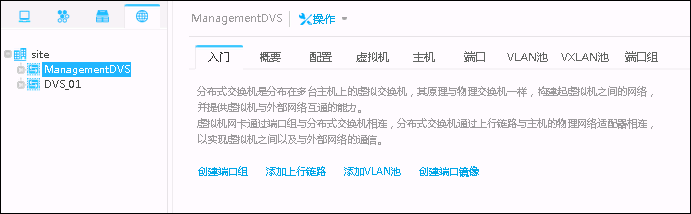 ManagementDVS 操作
site
ManagementDVS
DVS_01
入门 概要 配置 虚拟机 主机 端口 VLAN池 VXLAN池 端口组
分布式交换机是分布在多台主机上的虚拟交换机，其原理与物理交换机一样，构建起虚拟机之间的网络，
并提供虚拟机与外部网络互通的能力。
虚拟机网卡通过端口组与分布式交换机相连，分布式交换机通过上行链路与主机的物理网络适配器相连，
以实现虚拟机之间以及与外部网络的通信。
创建端口组 添加上行链路 添加VLAN池 创建端口镜像